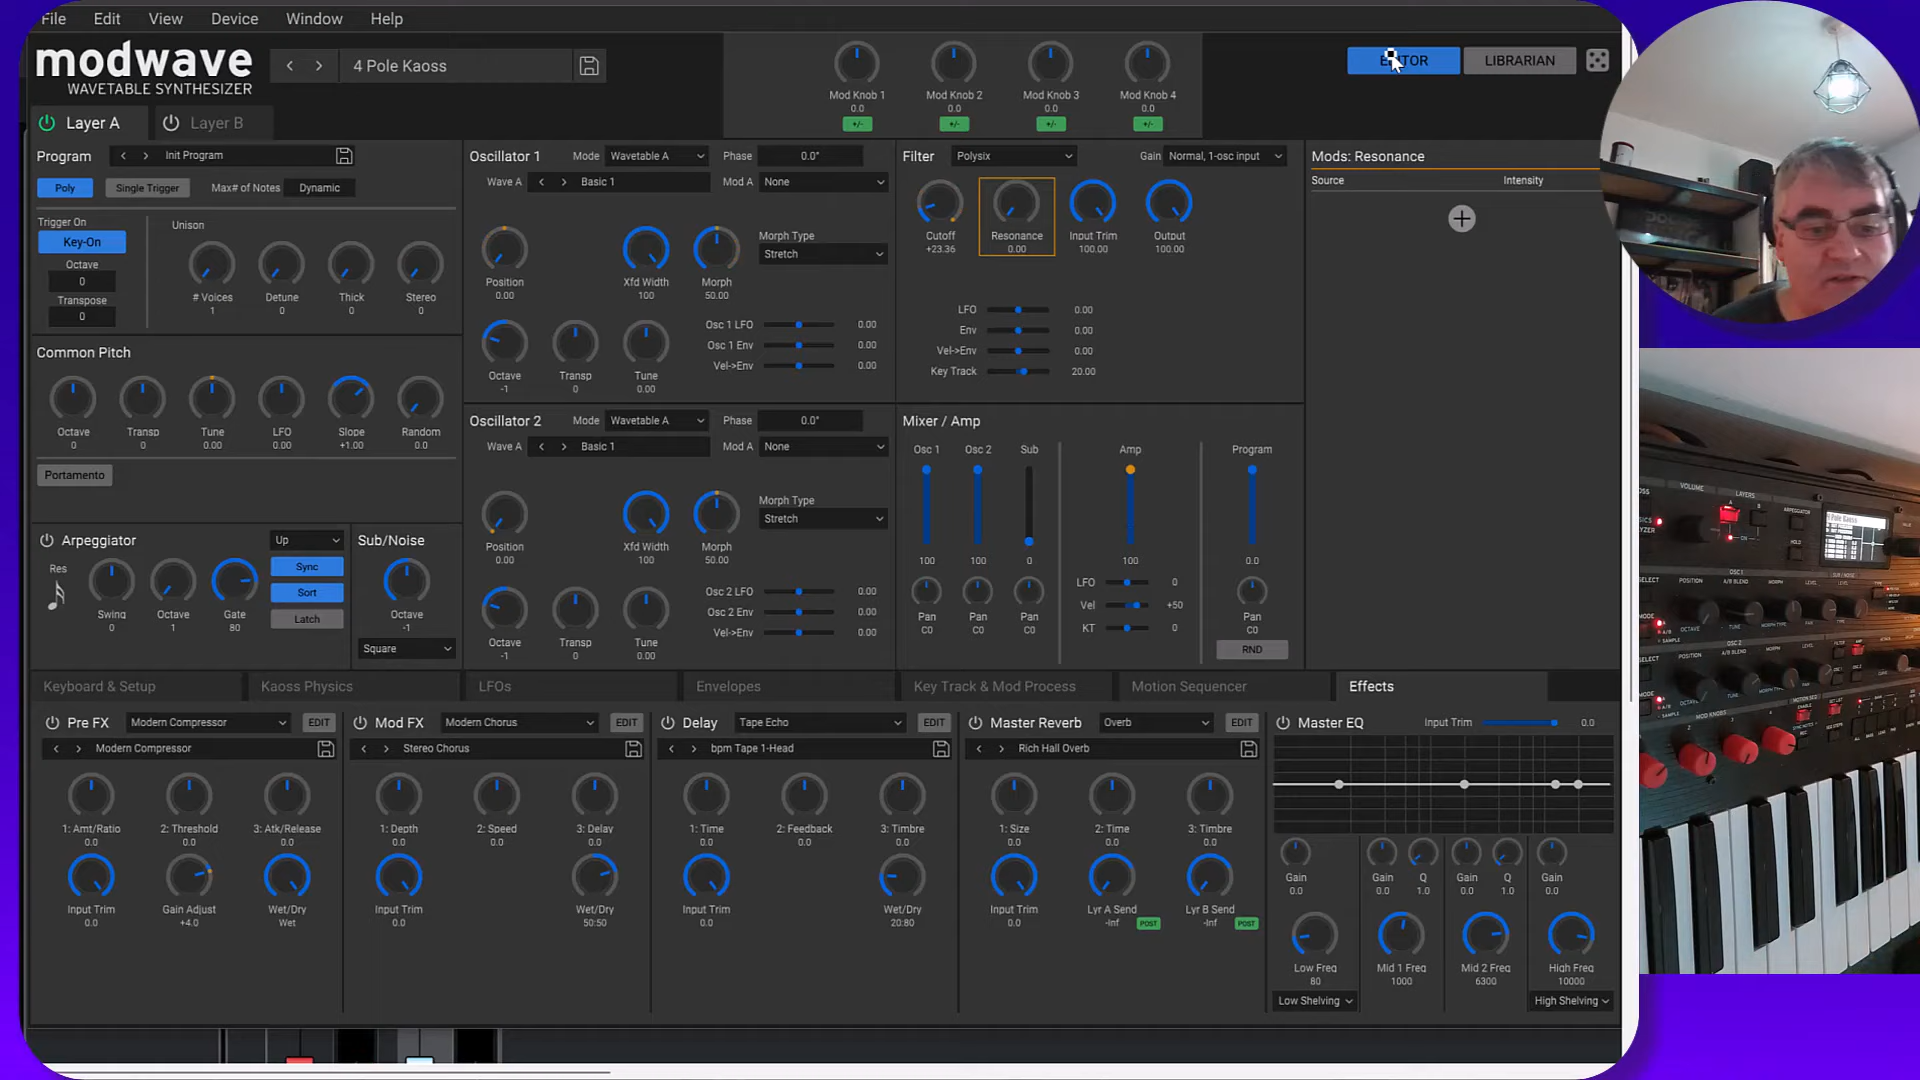 File Edit View Device Window Help
modwave
WAVETABLE SYNTHESIZER
4 Pole Kaoss
Mod Knob 1 Mod Knob 2 Mod Knob 3 Mod Knob 4
0.0 0.0 0.0 0.0
+/- +/- +/- +/-
LIBRARIAN
Layer A Layer B
Program Init Program
Poly Single Trigger Max# of Notes Dynamic
Trigger On
Key-On
Octave
0
Transpose
0
Unison
# Voices Detune Thick Stereo
1 0 0 0
Common Pitch
Octave Transp Tune LFO Slope Random
0 0 0.00 0.00 +1.00 0.0
Portamento
Arpeggiator Up
Res
Sync
Sort
Latch
Swing Octave Gate
0 1 80
Sub/Noise
Octave
-1
Square
Oscillator 1 Mode Wavetable A Phase 0.0°
Wave A Basic 1 Mod A None
Morph Type
Stretch
Position Xfd Width Morph
0.00 100 50.00
Osc 1 LFO 0.00
Osc 1 Env 0.00
Vel->Env 0.00
Octave Transp Tune
-1 0 0.00
Oscillator 2 Mode Wavetable A Phase 0.0°
Wave A Basic 1 Mod A None
Morph Type
Stretch
Position Xfd Width Morph
0.00 100 50.00
Osc 2 LFO 0.00
Osc 2 Env 0.00
Vel->Env 0.00
Octave Transp Tune
-1 0 0.00
Filter Polysix Gain Normal, 1-osc input
Cutoff Resonance Input Trim Output
+23.36 0.00 100.00 100.00
LFO 0.00
Env 0.00
Vel->Env 0.00
Key Track 20.00
Mixer / Amp
Osc 1 Osc 2 Sub Amp Program
100 100 0 100 0.0
LFO 0
Vel +50
KT 0
Pan Pan Pan Pan
C0 C0 C0 C0
RND
Mods: Resonance
Source Intensity
Keyboard & Setup Kaoss Physics LFOs Envelopes Key Track & Mod Process Motion Sequencer Effects
Pre FX Modern Compressor EDIT
Modern Compressor
1: Amt/Ratio 2: Threshold 3: Atk/Release
0.0 0.0 0.0
Input Trim Gain Adjust Wet/Dry
0.0 +4.0 Wet
Mod FX Modern Chorus EDIT
Stereo Chorus
1: Depth 2: Speed 3: Delay
0.0 0.0 0.0
Input Trim Wet/Dry
0.0 50:50
Delay Tape Echo EDIT
bpm Tape 1-Head
1: Time 2: Feedback 3: Timbre
0.0 0.0 0.0
Input Trim Wet/Dry
0.0 20:80
Master Reverb Overb EDIT
Rich Hall Overb
1: Size 2: Time 3: Timbre
0.0 0.0 0.0
Input Trim Lyr A Send Lyr B Send
0.0 -Inf POST -Inf POST
Master EQ Input Trim 0.0
Gain Gain Q Gain Q Gain
0.0 0.0 1.0 0.0 1.0 0.0
Low Freq Mid 1 Freq Mid 2 Freq High Freq
80 1000 6300 10000
Low Shelving High Shelving
VOLUME
LAYERS
4 Pole Kaoss